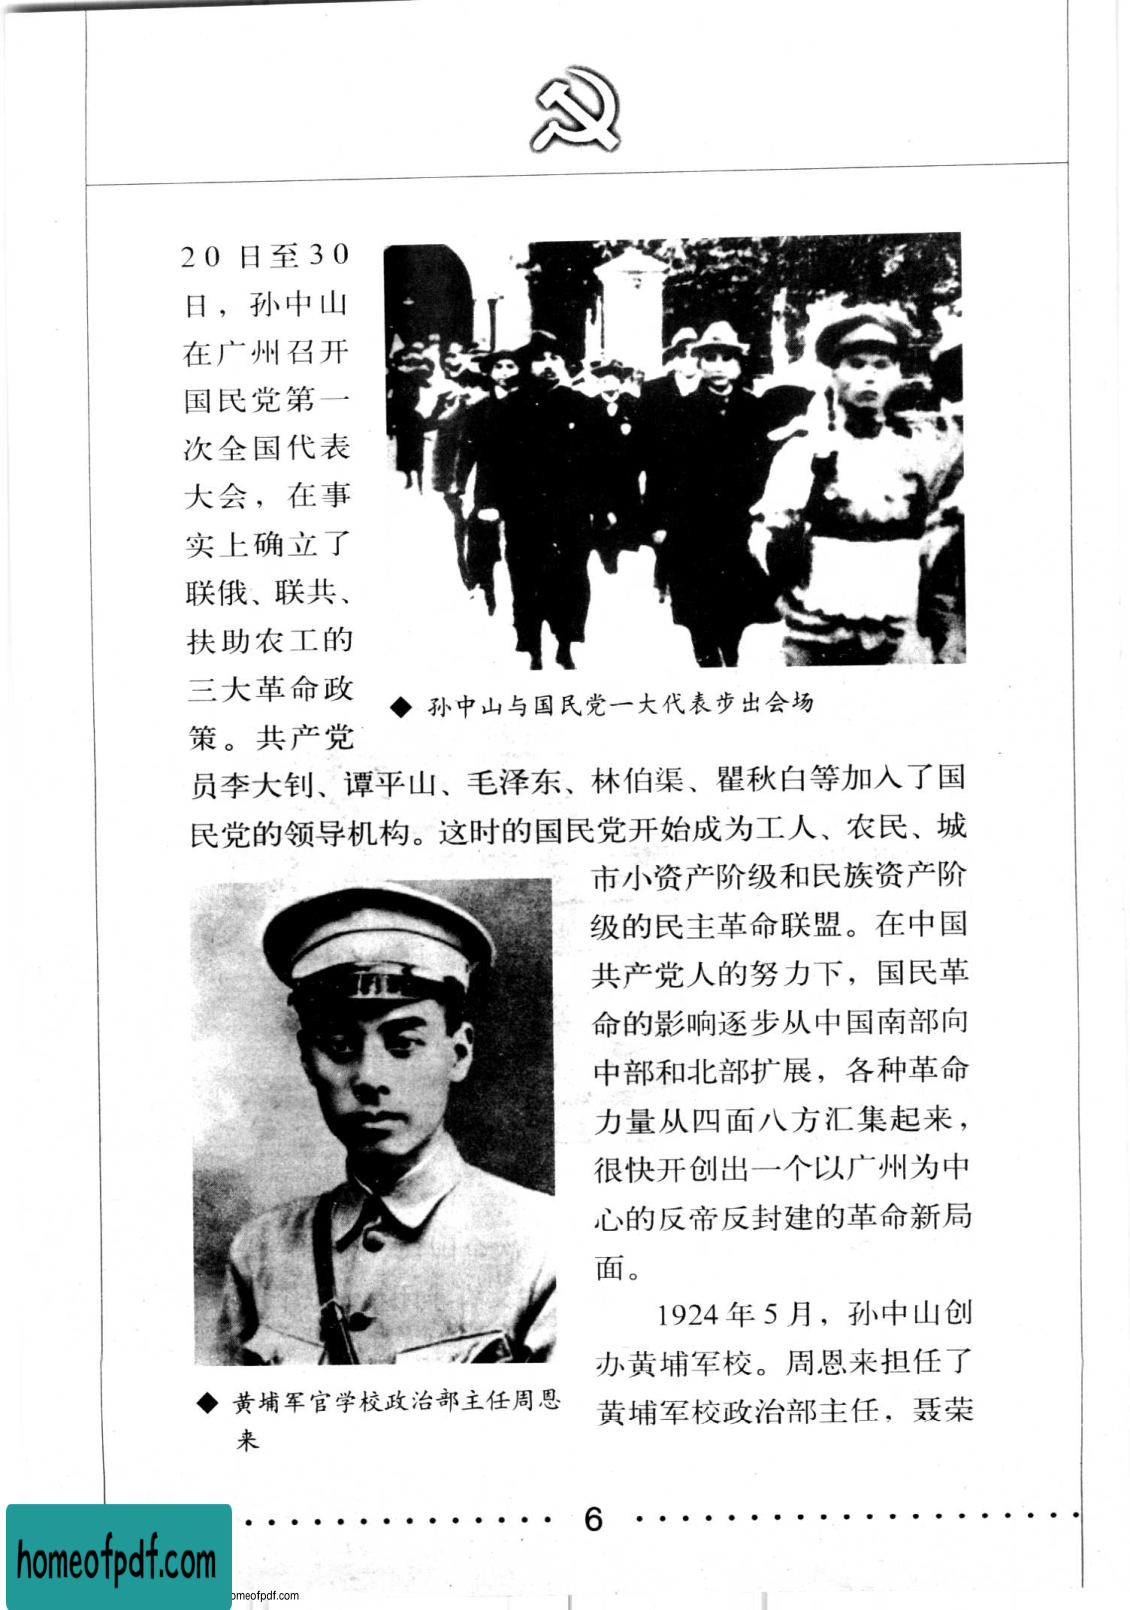 20 日至30
日，孙中山
在广州召开
国民党第一
次全国代表
大会，在事
实上确立了
联俄、联共、
扶助农工的
三大革命政
策。共产党
◆ 孙中山与国民党一大代表步出会场
员李大钊、谭平山、毛泽东、林伯渠、瞿秋白等加入了国
民党的领导机构。这时的国民党开始成为工人、农民、城
市小资产阶级和民族资产阶
级的民主革命联盟。在中国
共产党人的努力下，国民革
命的影响逐步从中国南部向
中部和北部扩展，各种革命
力量从四面八方汇集起来，
很快开创出一个以广州为中
心的反帝反封建的革命新局
面。
1924年5月，孙中山创
办黄埔军校。周恩来担任了
黄埔军校政治部主任，聂荣
◆ 黄埔军官学校政治部主任周恩
来
6
homeofpdf.com
omeofpdf.com